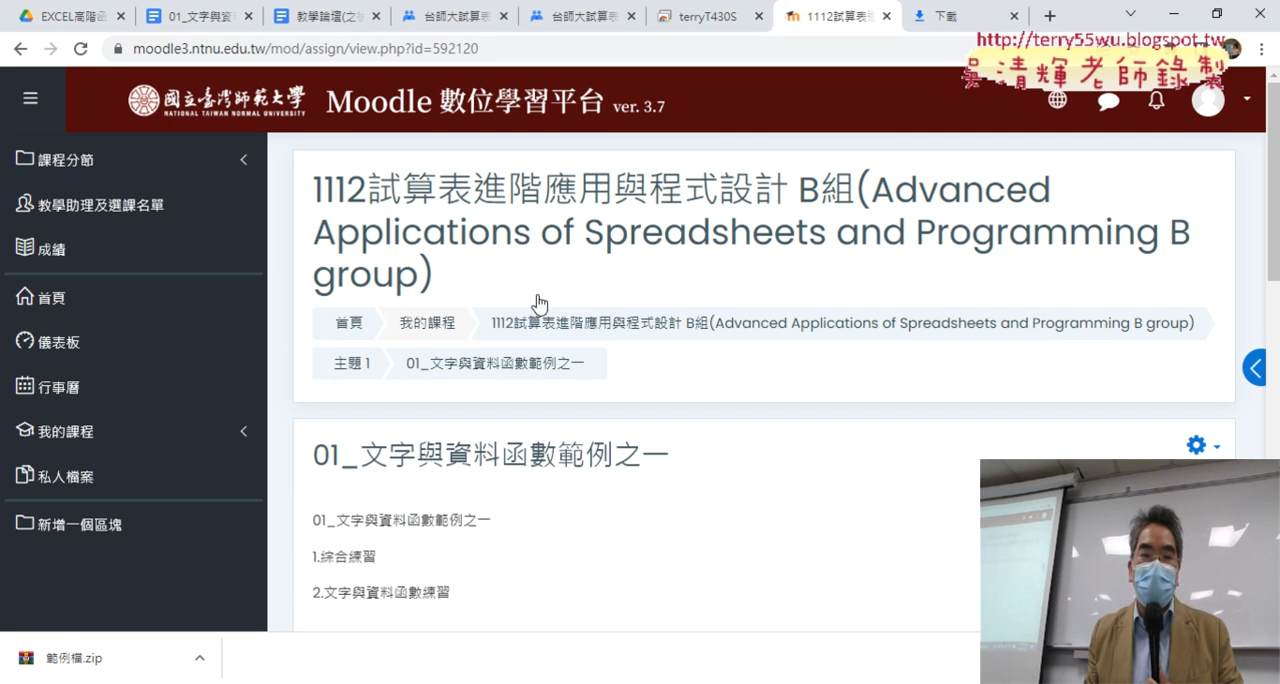 EXCEL高階函
01_文字與資
教學論壇(之
台師大試算表
台師大試算表
terryT430S
1112試算表
下載
moodle3.ntnu.edu.tw/mod/assign/view.php?id=592120
http://terry55wu.blogspot.tw
吳清輝老師錄製
國立臺灣師範大學
NATIONAL TAIWAN NORMAL UNIVERSITY
Moodle 數位學習平台 ver. 3.7
課程分節
教學助理及選課名單
成績
首頁
儀表板
行事曆
我的課程
私人檔案
新增一個區塊
1112試算表進階應用與程式設計 B組(Advanced
Applications of Spreadsheets and Programming B
group)
首頁
我的課程
1112試算表進階應用與程式設計 B組(Advanced Applications of Spreadsheets and Programming B group)
主題 1
01_文字與資料函數範例之一
01_文字與資料函數範例之一
01_文字與資料函數範例之一
1.綜合練習
2.文字與資料函數練習
範例檔.zip